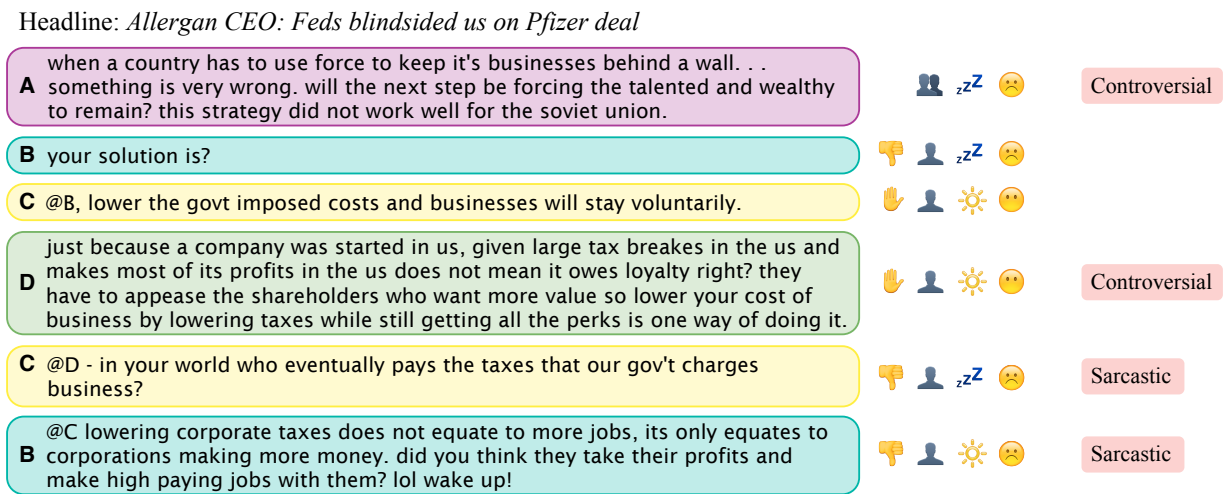 Headline: Allergan CEO: Feds blindsided us on Pfizer deal
A
when a country has to use force to keep it's businesses behind a wall. . .
something is very wrong. will the next step be forcing the talented and wealthy
to remain? this strategy did not work well for the soviet union.
zzZ
Controversial
B your solution is?
zzZ
C @B, lower the govt imposed costs and businesses will stay voluntarily.
D
just because a company was started in us, given large tax breakes in the us and
makes most of its profits in the us does not mean it owes loyalty right? they
have to appease the shareholders who want more value so lower your cost of
business by lowering taxes while still getting all the perks is one way of doing it.
Controversial
C @D - in your world who eventually pays the taxes that our gov't charges
business?
zzZ
Sarcastic
B
@C lowering corporate taxes does not equate to more jobs, its only equates to
corporations making more money. did you think they take their profits and
make high paying jobs with them? lol wake up!
Sarcastic